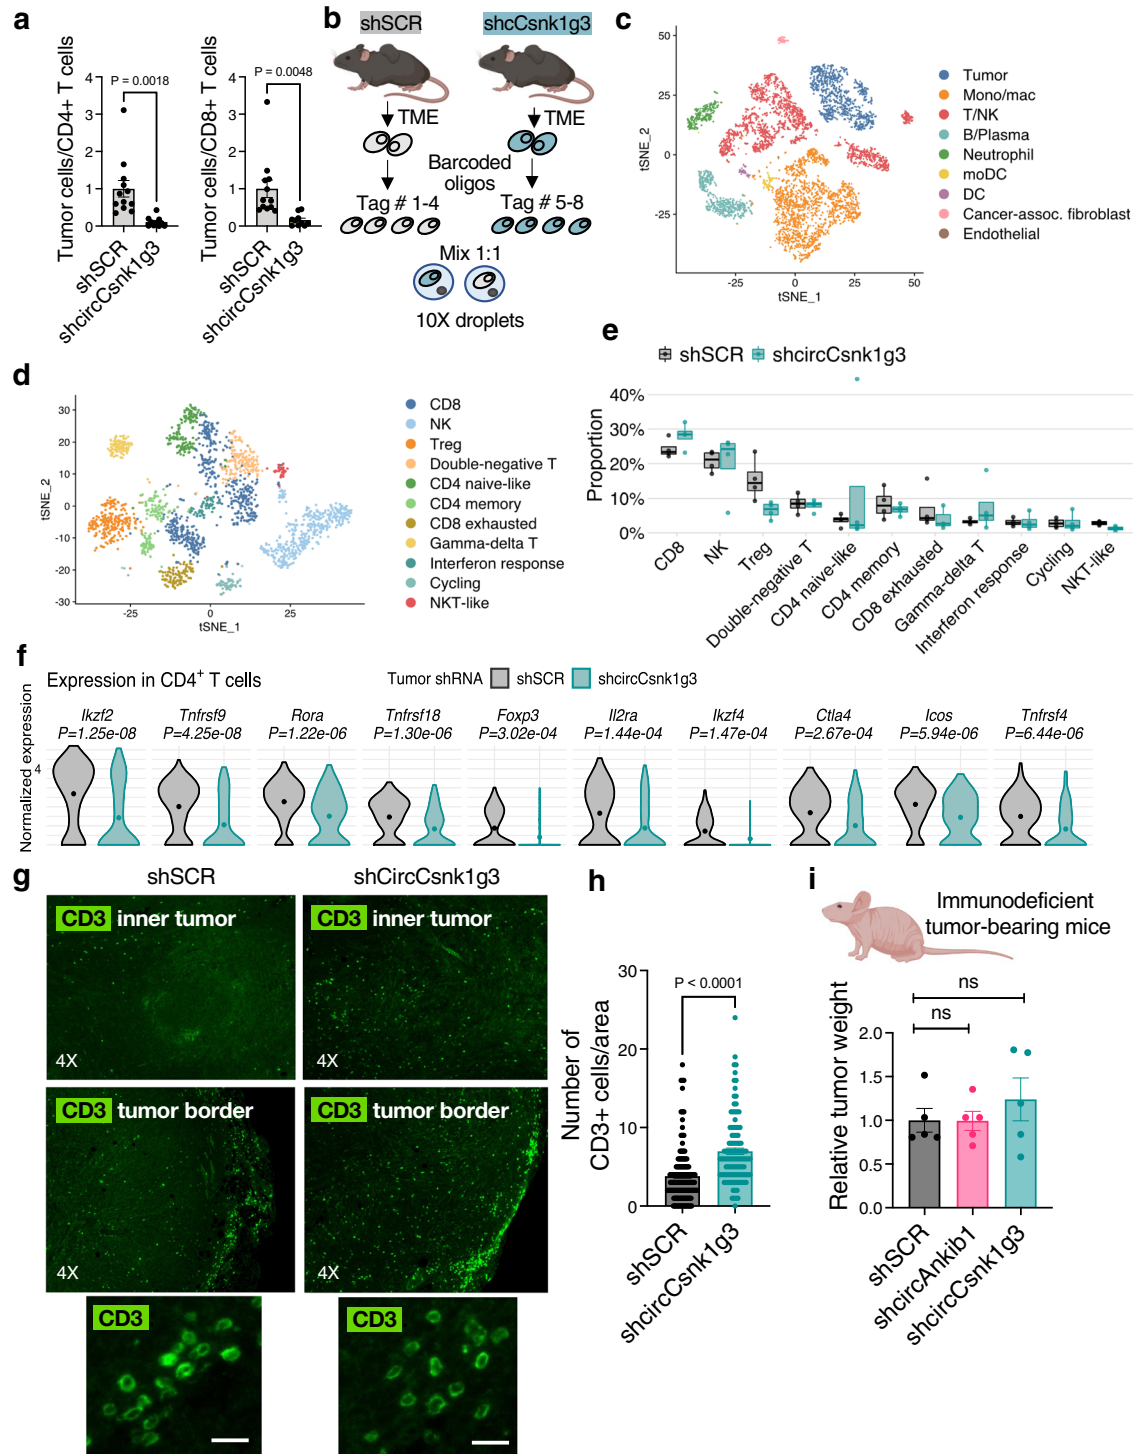 a
Tumor cells/CD4+ T cells
P = 0.0018
4
3
2
1
0
shSCR
shcircCsnk1g3
Tumor cells/CD8+ T cells
P = 0.0048
4
3
2
1
0
shSCR
shcircCsnk1g3
b
shSCR
shcCsnk1g3
TME
TME
Barcoded
oligos
Tag # 1-4
Tag # 5-8
Mix 1:1
10X droplets
c
tSNE_2
50
25
0
-25
-25
0
25
50
tSNE_1
Tumor
Mono/mac
T/NK
B/Plasma
Neutrophil
moDC
DC
Cancer-assoc. fibroblast
Endothelial
d
tSNE_2
30
20
10
0
-10
-20
-30
-25
0
25
tSNE_1
CD8
NK
Treg
Double-negative T
CD4 naive-like
CD4 memory
CD8 exhausted
Gamma-delta T
Interferon response
Cycling
NKT-like
e
shSCR
shcircCsnk1g3
Proportion
40%
30%
20%
10%
0%
CD8
NK
Treg
Double-negative T
CD4 naive-like
CD4 memory
CD8 exhausted
Gamma-delta T
Interferon response
Cycling
NKT-like
f
Expression in CD4+ T cells
Tumor shRNA
shSCR
shcircCsnk1g3
Normalized expression
4
Ikzf2
P=1.25e-08
Tnfrsf9
P=4.25e-08
Rora
P=1.22e-06
Tnfrsf18
P=1.30e-06
Foxp3
P=3.02e-04
Il2ra
P=1.44e-04
Ikzf4
P=1.47e-04
Ctla4
P=2.67e-04
Icos
P=5.94e-06
Tnfrsf4
P=6.44e-06
g
shSCR
shCircCsnk1g3
CD3 inner tumor
4X
CD3 inner tumor
4X
CD3 tumor border
4X
CD3 tumor border
4X
CD3
CD3
h
Number of
CD3+ cells/area
P < 0.0001
30
20
10
0
shSCR
shcircCsnk1g3
i
Immunodeficient
tumor-bearing mice
Relative tumor weight
ns
ns
2.0
1.5
1.0
0.5
0.0
shSCR
shcircAnkib1
shcircCsnk1g3